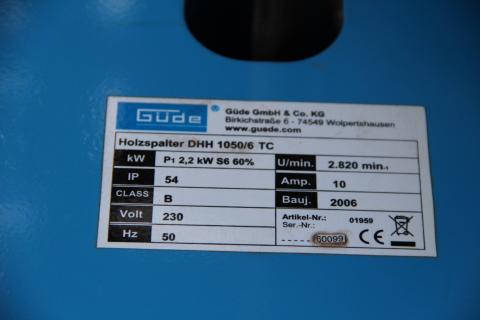 Güde ®
Güde GmbH & Co. KG
Birkichstraße 6 - 74549 Wolpertshausen
www.guede.com
Holzspalter DHH 1050/6 TC
kW P1 2,2 kW S6 60% U/min. 2.820 min-1
IP 54 Amp. 10
CLASS B Bauj. 2006
Volt 230 Artikel-Nr.: 01959
Ser.-Nr.:
Hz 50 60099 CE